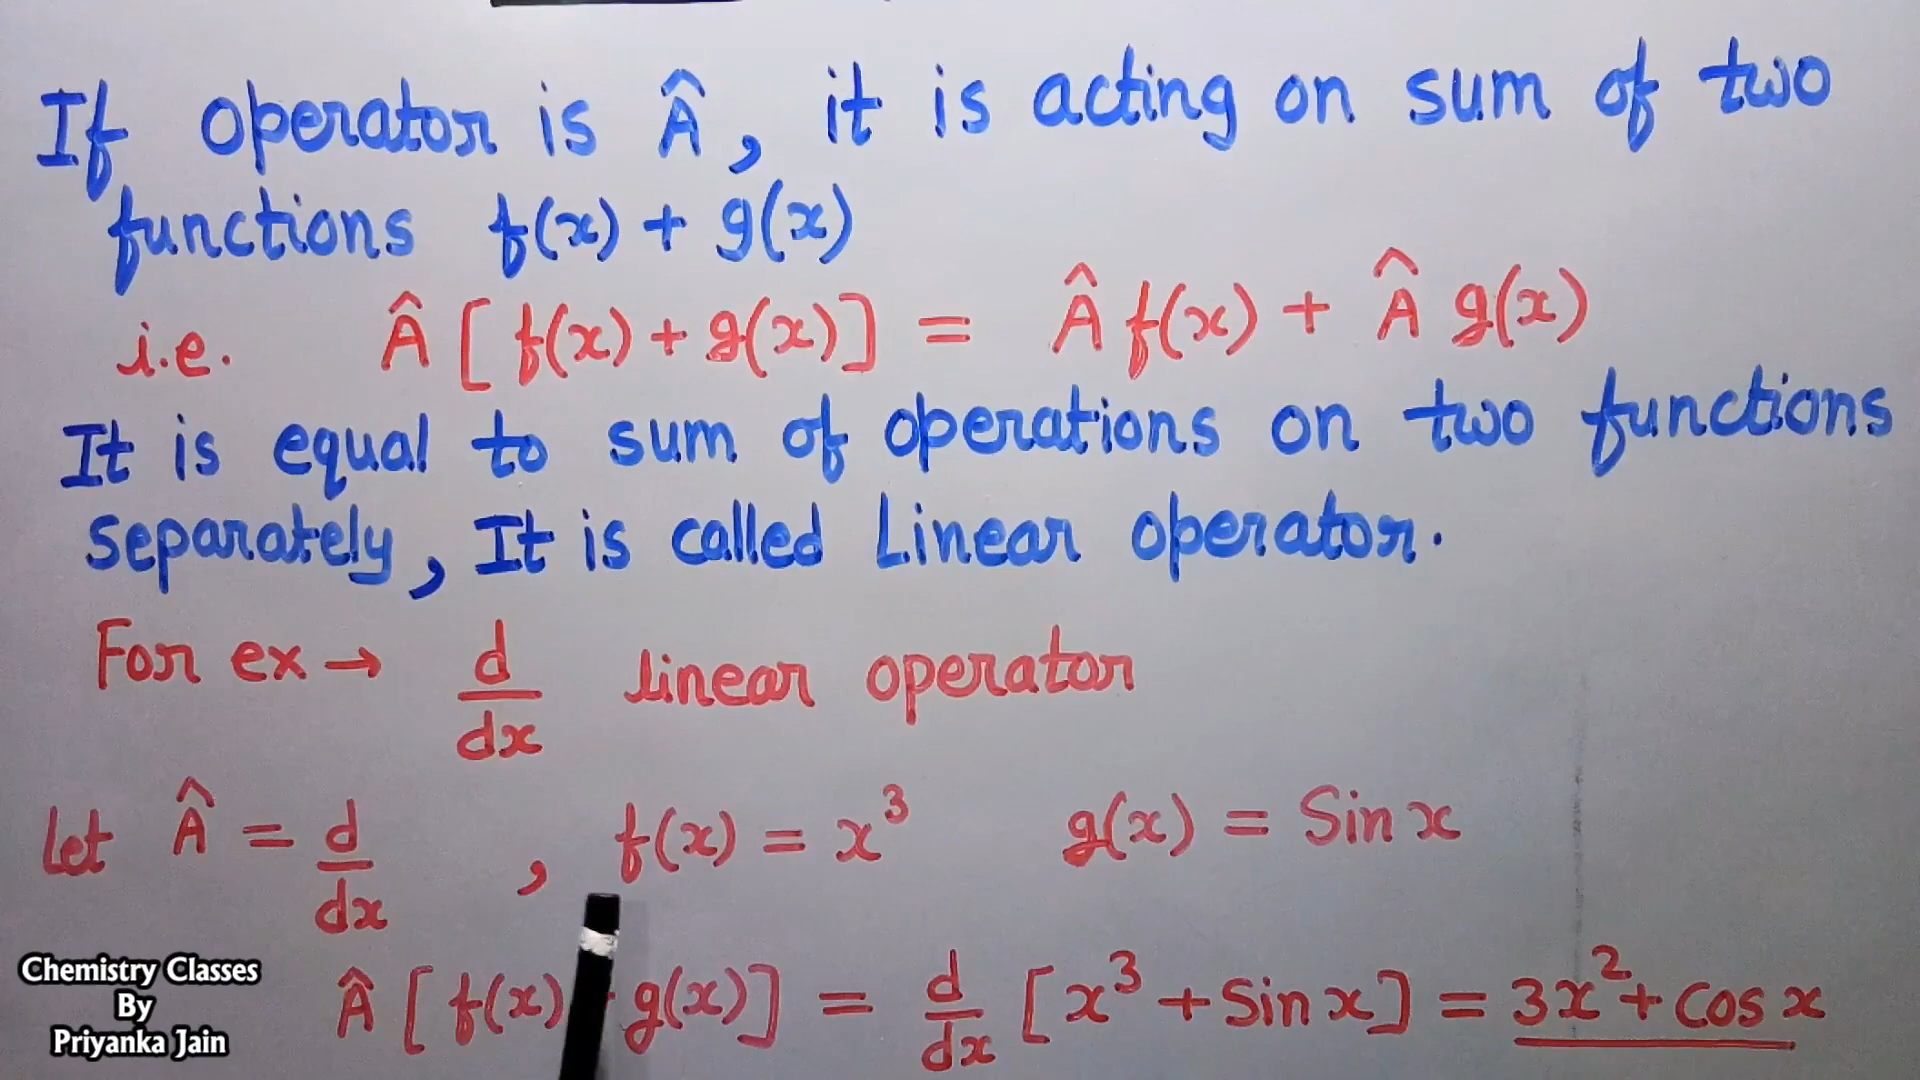 If operator is Â, it is acting on sum of two
functions f(x) + g(x)
i.e. Â [f(x) + g(x)] = Â f(x) + Â g(x)
It is equal to sum of operations on two functions
separately, It is called Linear operator.
For ex → d/dx linear operator
Let Â = d/dx , f(x) = x³ g(x) = Sin x
Â [f(x) g(x)] = d/dx [x³ + Sin x] = 3x² + cos x
Chemistry Classes
By
Priyanka Jain